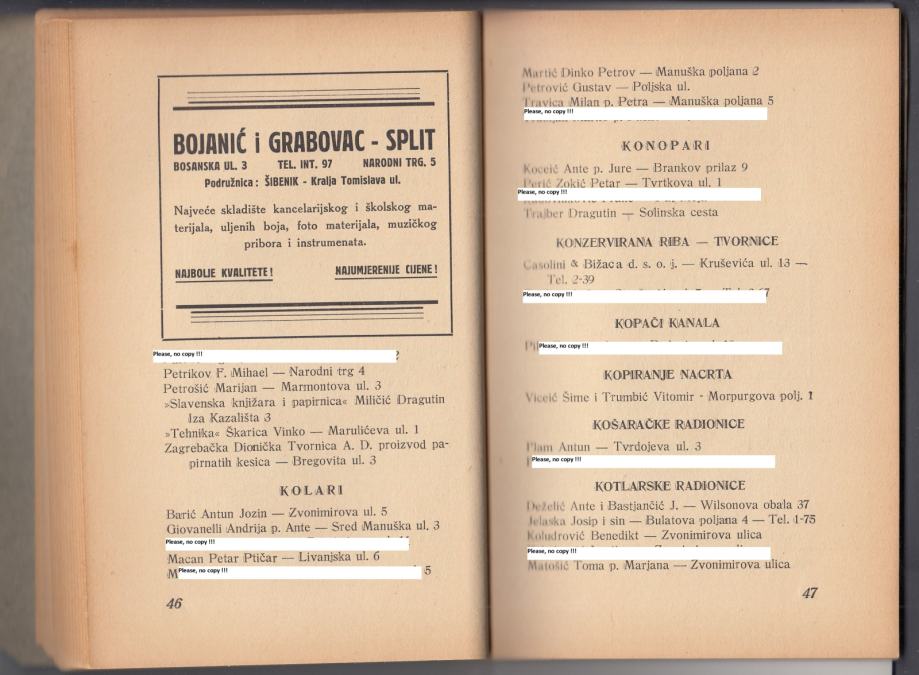 BOJANIĆ i GRABOVAC - SPLIT
BOSANSKA UL. 3 TEL. INT. 97 NARODNI TRG. 5
Podružnica : ŠIBENIK - Kralja Tomislava ul.
Najveće skladište kancelarijskog i školskog ma-
terijala, uljenih boja, foto materijala, muzičkog
pribora i instrumenata.
NAJBOLJE KVALITETE! NAJUMJERENIJE CIJENE!
Please, no copy !!!
Petrikov F. Mihael — Narodni trg 4
Petrošić Marijan — Marmontova ul. 3
»Slavenska knjižara i papirnica« Miličić Dragutin
Iza Kazališta 3
»Tehnika« Škarica Vinko — Marulićeva ul. 1
Zagrebačka Dionička Tvornica A. D. proizvod pa-
pirnatih kesica — Bregovita ul. 3
KOLARI
Barić Antun Jozin — Zvonimirova ul. 5
Giovanelli Andrija p. Ante — Sred Manuška ul. 3
Please, no copy !!!
Macan Petar Ptičar — Livanjska ul. 6
M Please, no copy !!! 5
46
Martić Dinko Petrov — Manuška poljana 2
Petrović Gustav — Poljska ul.
Travica Milan p. Petra — Manuška poljana 5
Please, no copy !!!
KONOPARI
Koceić Ante p. Jure — Brankov prilaz 9
Perić Zokić Petar — Tvrtkova ul. 1
Please, no copy !!!
Trajber Dragutin — Solinska cesta
KONZERVIRANA RIBA — TVORNICE
Casolini & Bižaca d. s. o. j. — Kruševića ul. 13 —
Tel. 2-39
Please, no copy !!!
KOPAČI KANALA
Please, no copy !!!
KOPIRANJE NACRTA
Viceić Šime i Trumbić Vitomir - Morpurgova polj. 1
KOŠARAČKE RADIONICE
Plam Antun — Tvrdojeva ul. 3
Please, no copy !!!
KOTLARSKE RADIONICE
Deželić Ante i Bastjančić J. — Wilsonova obala 37
Jelaska Josip i sin — Bulatova poljana 4 — Tel. 1-75
Koludrović Benedikt — Zvonimirova ulica
Please, no copy !!!
Matošić Toma p. Marjana — Zvonimirova ulica
47